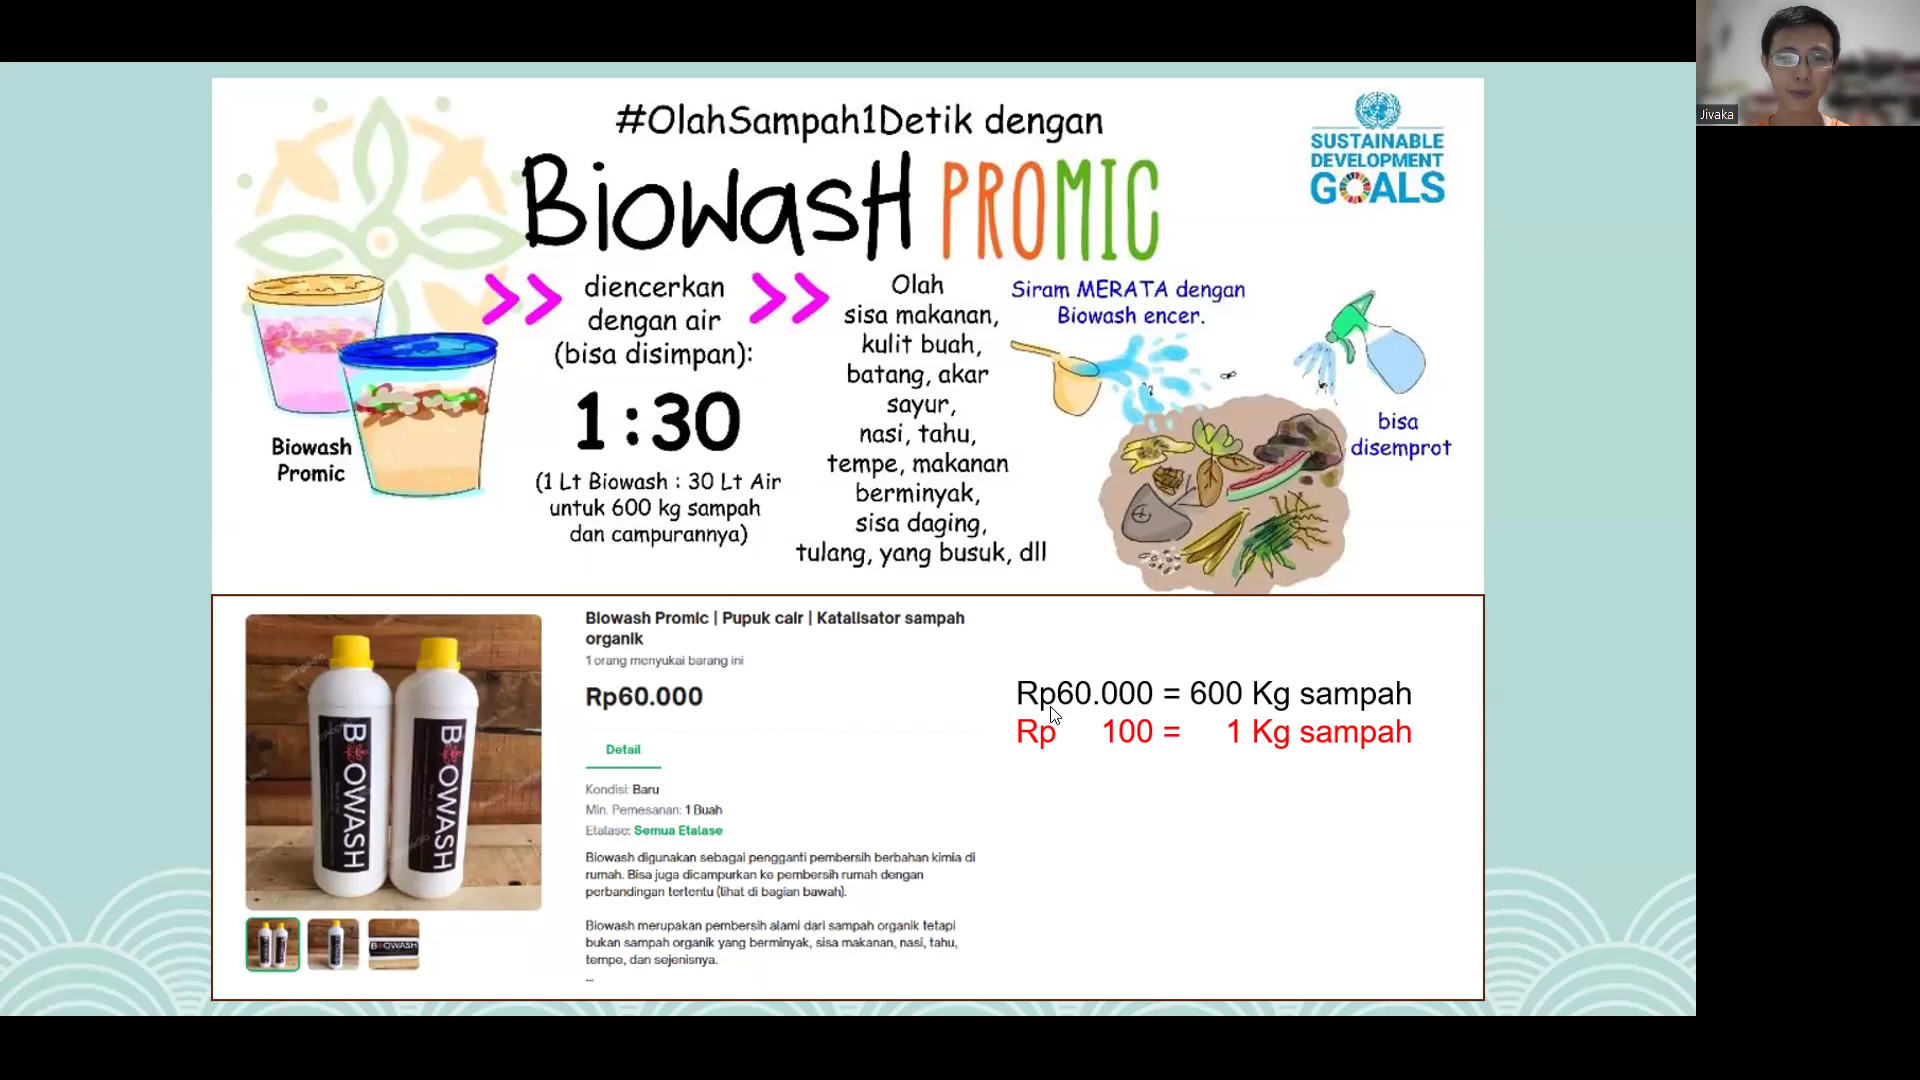 #OlahSampah1Detik dengan
BiowasH PROMIC
SUSTAINABLE
DEVELOPMENT
GOALS
Jivaka
Biowash
Promic
diencerkan
dengan air
(bisa disimpan):
1:30
(1 Lt Biowash : 30 Lt Air
untuk 600 kg sampah
dan campurannya)
Olah
sisa makanan,
kulit buah,
batang, akar
sayur,
nasi, tahu,
tempe, makanan
berminyak,
sisa daging,
tulang, yang busuk, dll
Siram MERATA dengan
Biowash encer.
bisa
disemprot
BIOWASH
BIOWASH
BIOWASH
Biowash Promic | Pupuk cair | Katalisator sampah
organik
1 orang menyukai barang ini
Rp60.000
Detail
Kondisi: Baru
Min. Pemesanan: 1 Buah
Etalase: Semua Etalase
Biowash digunakan sebagai pengganti pembersih berbahan kimia di
rumah. Bisa juga dicampurkan ke pembersih rumah dengan
perbandingan tertentu (lihat di bagian bawah).
Biowash merupakan pembersih alami dari sampah organik tetapi
bukan sampah organik yang berminyak, sisa makanan, nasi, tahu,
tempe, dan sejenisnya.
...
Rp60.000 = 600 Kg sampah
Rp 100 = 1 Kg sampah